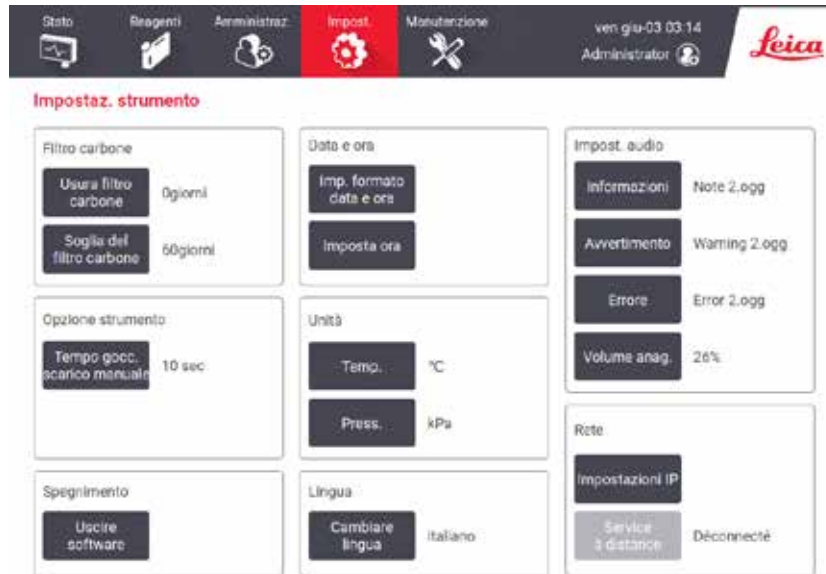 Stato
Reagenti
Amministraz.
Impost.
Manutenzione
ven giu-03 03:14
Administrator
Leica
Impostaz. strumento
Filtro carbone
Usura filtro
carbone
0giorni
Soglia del
filtro carbone
60giorni
Data e ora
Imp. formato
data e ora
Imposta ora
Impost. audio
Informazioni
Note 2.ogg
Avvertimento
Warning 2.ogg
Errore
Error 2.ogg
Volume anag.
26%
Opzione strumento
Tempo gocc.
scarico manuale
10 sec
Unità
Temp.
°C
Press.
kPa
Rete
Impostazioni IP
Service
à distance
Déconnecté
Spegnimento
Uscire
software
Lingua
Cambiare
lingua
Italiano